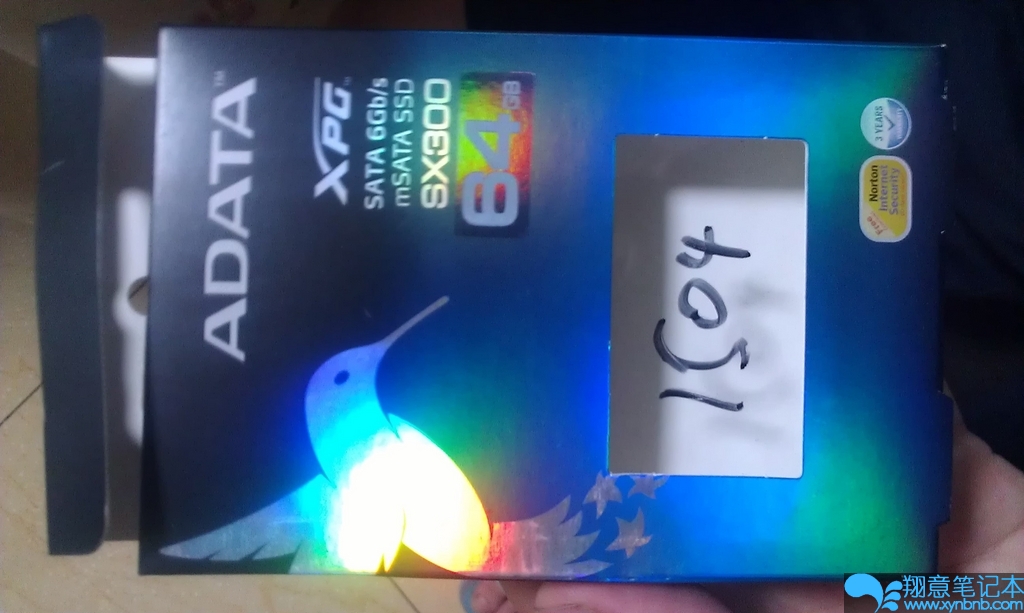 ADATA™
XPG™
SATA 6Gb/s
mSATA SSD
SX300
64GB
3 YEARS
Free
Norton
Internet
Security
1504
翔意笔记本
www.xynbnb.com